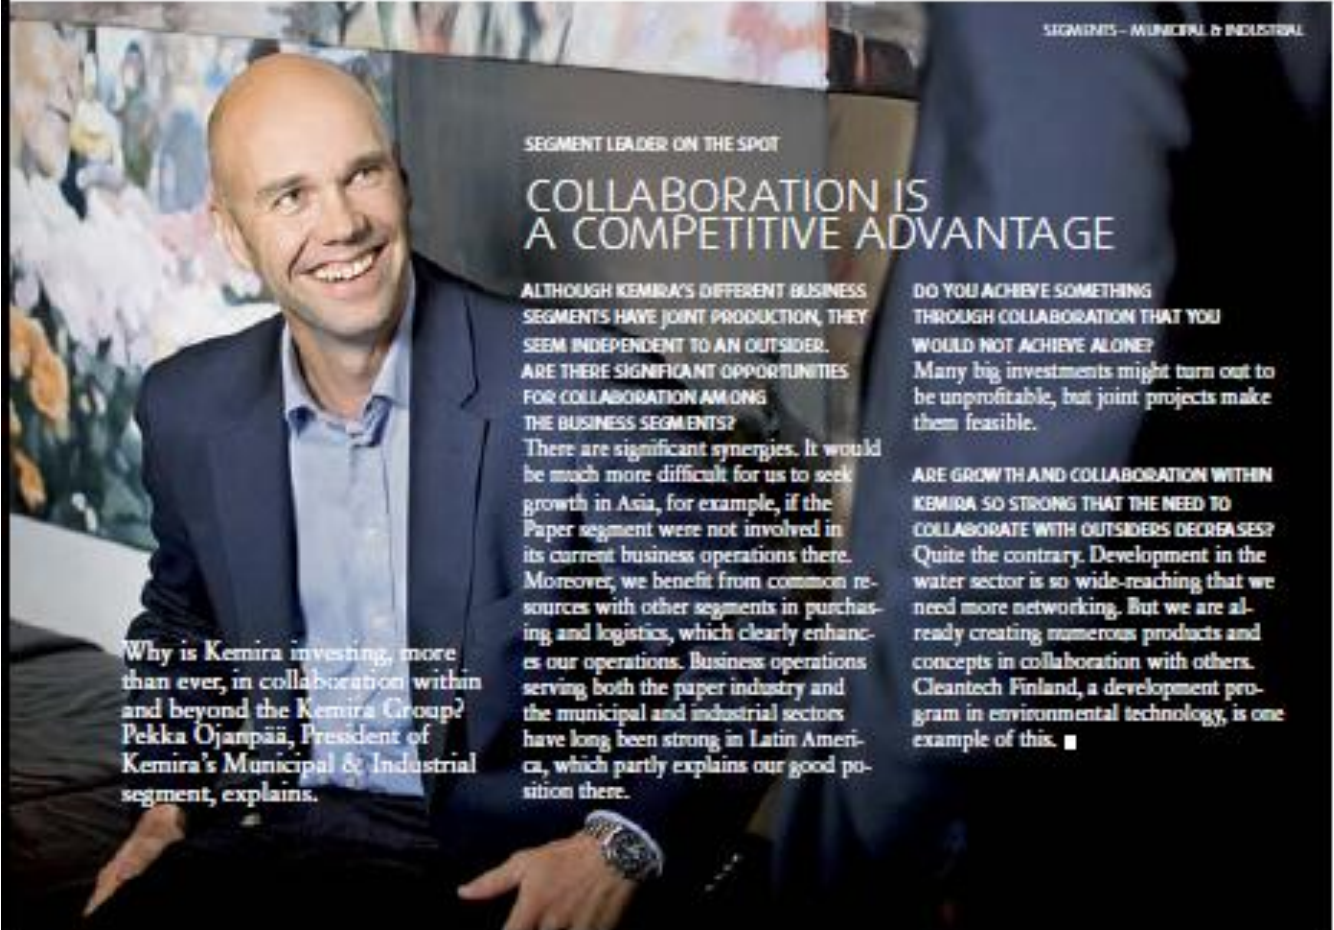 SEGMENTS – MUNICIPAL & INDUSTRIAL
SEGMENT LEADER ON THE SPOT
COLLABORATION IS
A COMPETITIVE ADVANTAGE
Why is Kemira investing, more
than ever, in collaboration within
and beyond the Kemira Group?
Pekka Ojanpää, President of
Kemira's Municipal & Industrial
segment, explains.
ALTHOUGH KEMIRA'S DIFFERENT BUSINESS
SEGMENTS HAVE JOINT PRODUCTION, THEY
SEEM INDEPENDENT TO AN OUTSIDER.
ARE THERE SIGNIFICANT OPPORTUNITIES
FOR COLLABORATION AMONG
THE BUSINESS SEGMENTS?
There are significant synergies. It would
be much more difficult for us to seek
growth in Asia, for example, if the
Paper segment were not involved in
its current business operations there.
Moreover, we benefit from common re-
sources with other segments in purchas-
ing and logistics, which clearly enhanc-
es our operations. Business operations
serving both the paper industry and
the municipal and industrial sectors
have long been strong in Latin Ameri-
ca, which partly explains our good po-
sition there.
DO YOU ACHIEVE SOMETHING
THROUGH COLLABORATION THAT YOU
WOULD NOT ACHIEVE ALONE?
Many big investments might turn out to
be unprofitable, but joint projects make
them feasible.
ARE GROWTH AND COLLABORATION WITHIN
KEMIRA SO STRONG THAT THE NEED TO
COLLABORATE WITH OUTSIDERS DECREASES?
Quite the contrary. Development in the
water sector is so wide-reaching that we
need more networking. But we are al-
ready creating numerous products and
concepts in collaboration with others.
Cleantech Finland, a development pro-
gram in environmental technology, is one
example of this.